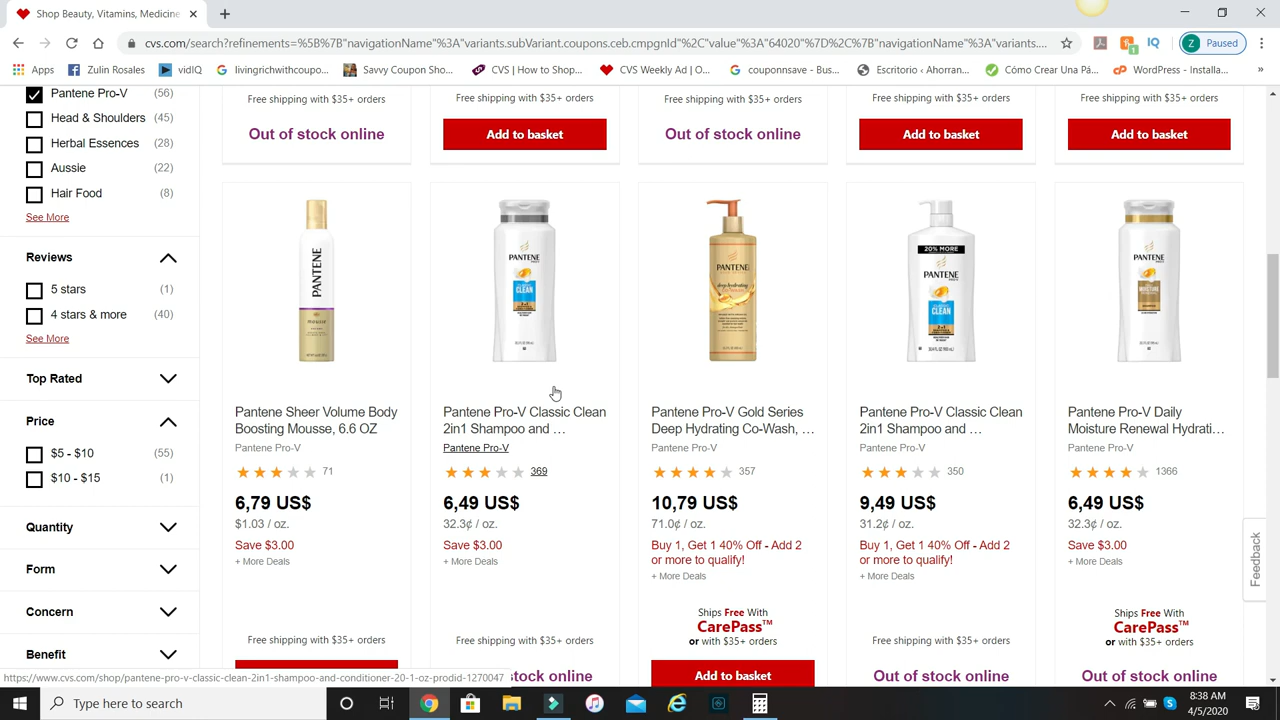 Shop Beauty, Vitamins, Medicine
cvs.com/search?refinements=%5B%7B"navigationName"%3A"variants.subVariant.coupons.ceb.cmpgnId"%2C"value"%3A"64020"%7D%2C%7B"navigationName"%3A"variants....
IQ
Z Paused
Apps
Zulin Rosales
vidIQ
livingrichwithcoupo...
Savvy Coupon Sho...
CVS | How to Shop...
CVS Weekly Ad | O...
couponnsave - Bus...
Escritorio ‹ Ahorran...
Cómo Crear Una Pá...
WordPress - Installa...
Pantene Pro-V (56)
Head & Shoulders (45)
Herbal Essences (28)
Aussie (22)
Hair Food (8)
See More
Reviews
5 stars (1)
4 stars & more (40)
See More
Top Rated
Price
$5 - $10 (55)
$10 - $15 (1)
Quantity
Form
Concern
Benefit
Free shipping with $35+ orders
Out of stock online
Free shipping with $35+ orders
Add to basket
Free shipping with $35+ orders
Out of stock online
Free shipping with $35+ orders
Add to basket
Free shipping with $35+ orders
Add to basket
PANTENE
Pantene Sheer Volume Body
Boosting Mousse, 6.6 OZ
Pantene Pro-V
71
6,79 US$
$1.03 / oz.
Save $3.00
+ More Deals
Free shipping with $35+ orders
PANTENE
CLEAN
Pantene Pro-V Classic Clean
2in1 Shampoo and ...
Pantene Pro-V
369
6,49 US$
32.3¢ / oz.
Save $3.00
+ More Deals
Free shipping with $35+ orders
stock online
PANTENE
Pantene Pro-V Gold Series
Deep Hydrating Co-Wash, ...
Pantene Pro-V
357
10,79 US$
71.0¢ / oz.
Buy 1, Get 1 40% Off - Add 2
or more to qualify!
+ More Deals
Ships Free With
CarePass™
or with $35+ orders
Add to basket
20% MORE
PANTENE
CLEAN
Pantene Pro-V Classic Clean
2in1 Shampoo and ...
Pantene Pro-V
350
9,49 US$
31.2¢ / oz.
Buy 1, Get 1 40% Off - Add 2
or more to qualify!
+ More Deals
Free shipping with $35+ orders
Out of stock online
PANTENE
Pantene Pro-V Daily
Moisture Renewal Hydrati...
Pantene Pro-V
1366
6,49 US$
32.3¢ / oz.
Save $3.00
+ More Deals
Ships Free With
CarePass™
or with $35+ orders
Out of stock online
Feedback
https://www.cvs.com/shop/pantene-pro-v-classic-clean-2in1-shampoo-and-conditioner-20-1-oz-prodid-1270047
Type here to search
8:38 AM
4/5/2020